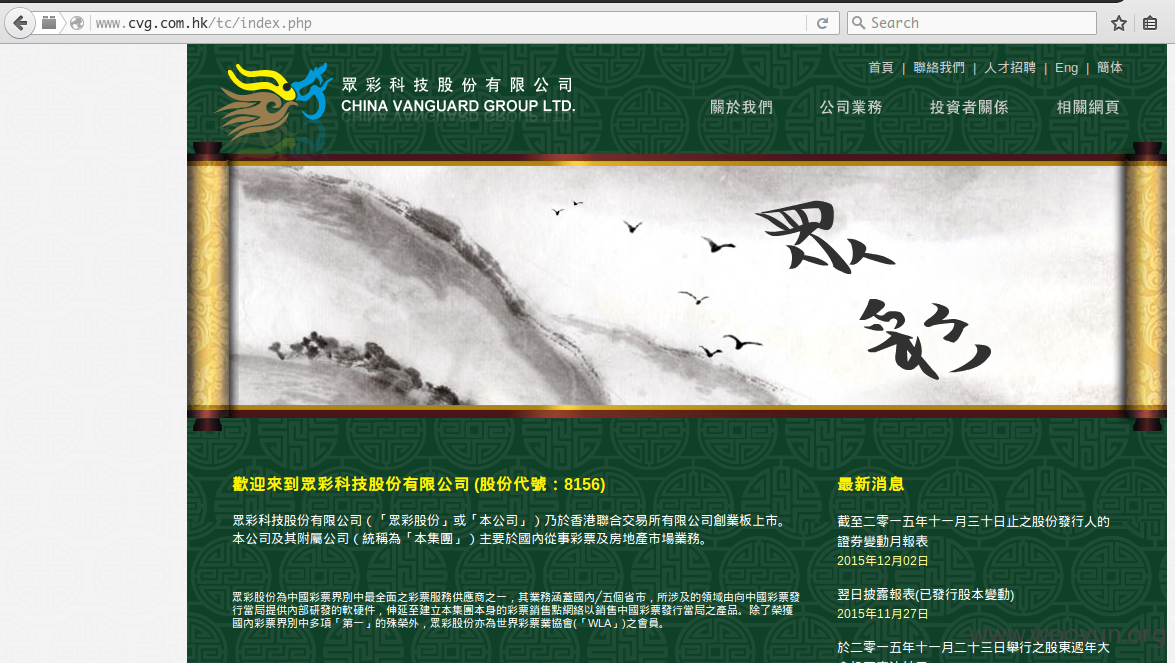 www.cvg.com.hk/tc/index.php
Search
首頁 | 聯絡我們 | 人才招聘 | Eng | 簡体
眾彩科技股份有限公司
CHINA VANGUARD GROUP LTD.
關於我們 公司業務 投資者關係 相關網頁
眾
彩
歡迎來到眾彩科技股份有限公司 (股份代號：8156)
眾彩科技股份有限公司 (「眾彩股份」或「本公司」) 乃於香港聯合交易所有限公司創業板上市。
本公司及其附屬公司 (統稱為「本集團」) 主要於國內從事彩票及房地產市場業務。
眾彩股份為中國彩票界別中最全面之彩票服務供應商之一，其業務涵蓋國內╱五個省市，所涉及的領域由向中國彩票發
行當局提供內部研發的軟硬件，伸延至建立本集團本身的彩票銷售點網絡以銷售中國彩票發行當局之產品。除了榮獲
國內彩票界別中多項「第一」的殊榮外，眾彩股份亦為世界彩票業協會(「WLA」)之會員。
最新消息
截至二零一五年十一月三十日止之股份發行人的
證券變動月報表
2015年12月02日
翌日披露報表(已發行股本變動)
2015年11月27日
於二零一五年十一月二十三日舉行之股東週年大